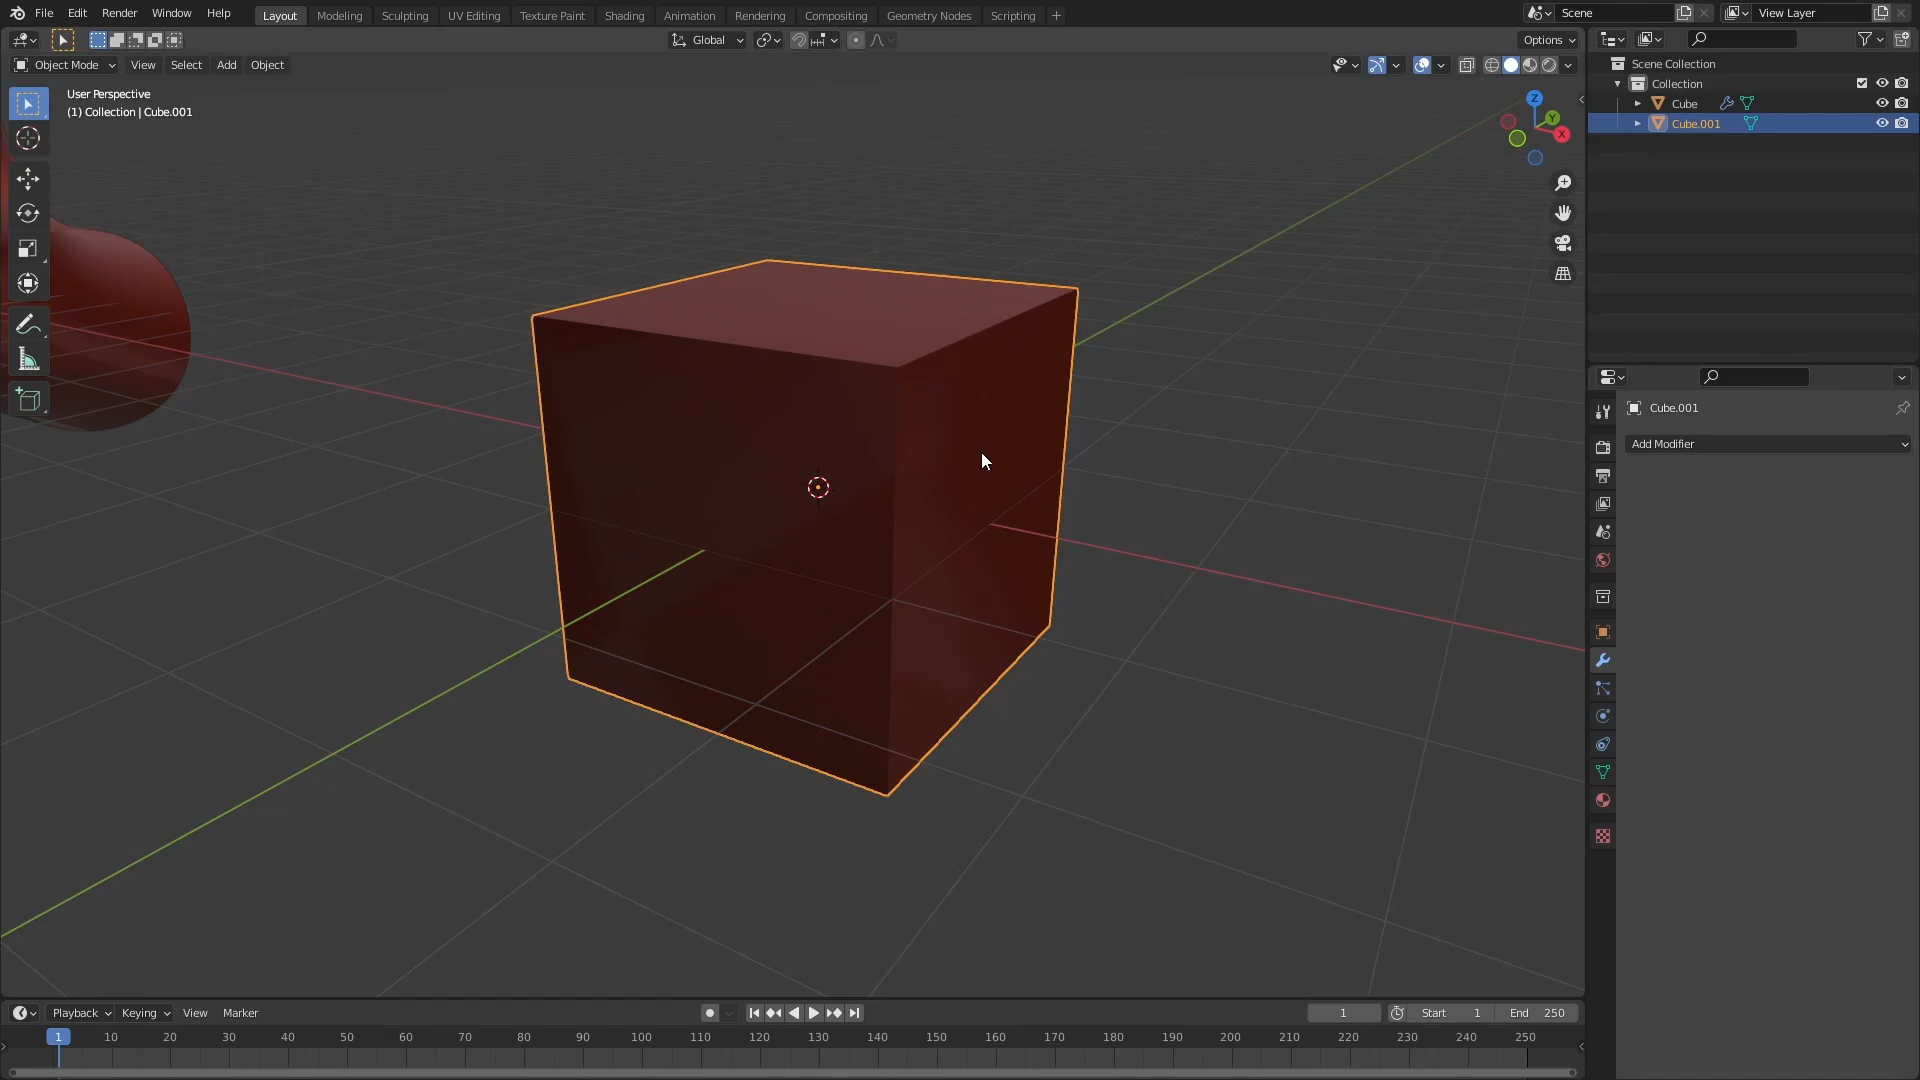 File Edit Render Window Help Layout Modeling Sculpting UV Editing Texture Paint Shading Animation Rendering Compositing Geometry Nodes Scripting + Scene View Layer
Global Options
Object Mode View Select Add Object
User Perspective
(1) Collection | Cube.001
Z
Y
X
Scene Collection
Collection
Cube
Cube.001
Cube.001
Add Modifier
Playback Keying View Marker 1 Start 1 End 250
1 10 20 30 40 50 60 70 80 90 100 110 120 130 140 150 160 170 180 190 200 210 220 230 240 250